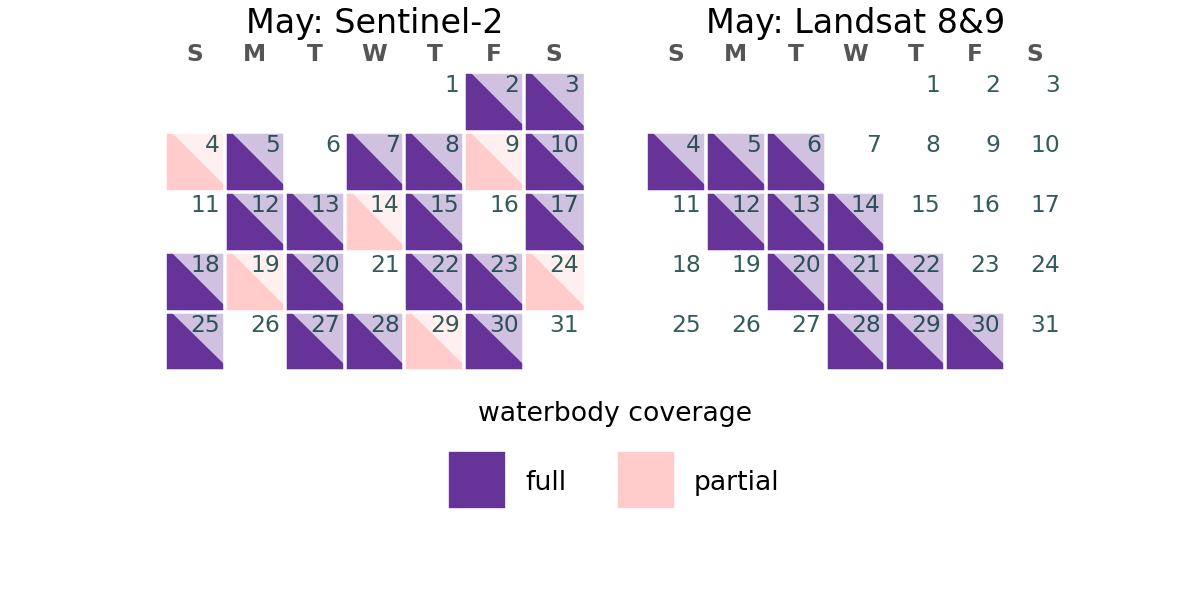 May: Sentinel-2
S M T W T F S
1 2 3
4 5 6 7 8 9 10
11 12 13 14 15 16 17
18 19 20 21 22 23 24
25 26 27 28 29 30 31
May: Landsat 8&9
S M T W T F S
1 2 3
4 5 6 7 8 9 10
11 12 13 14 15 16 17
18 19 20 21 22 23 24
25 26 27 28 29 30 31
waterbody coverage
full
partial